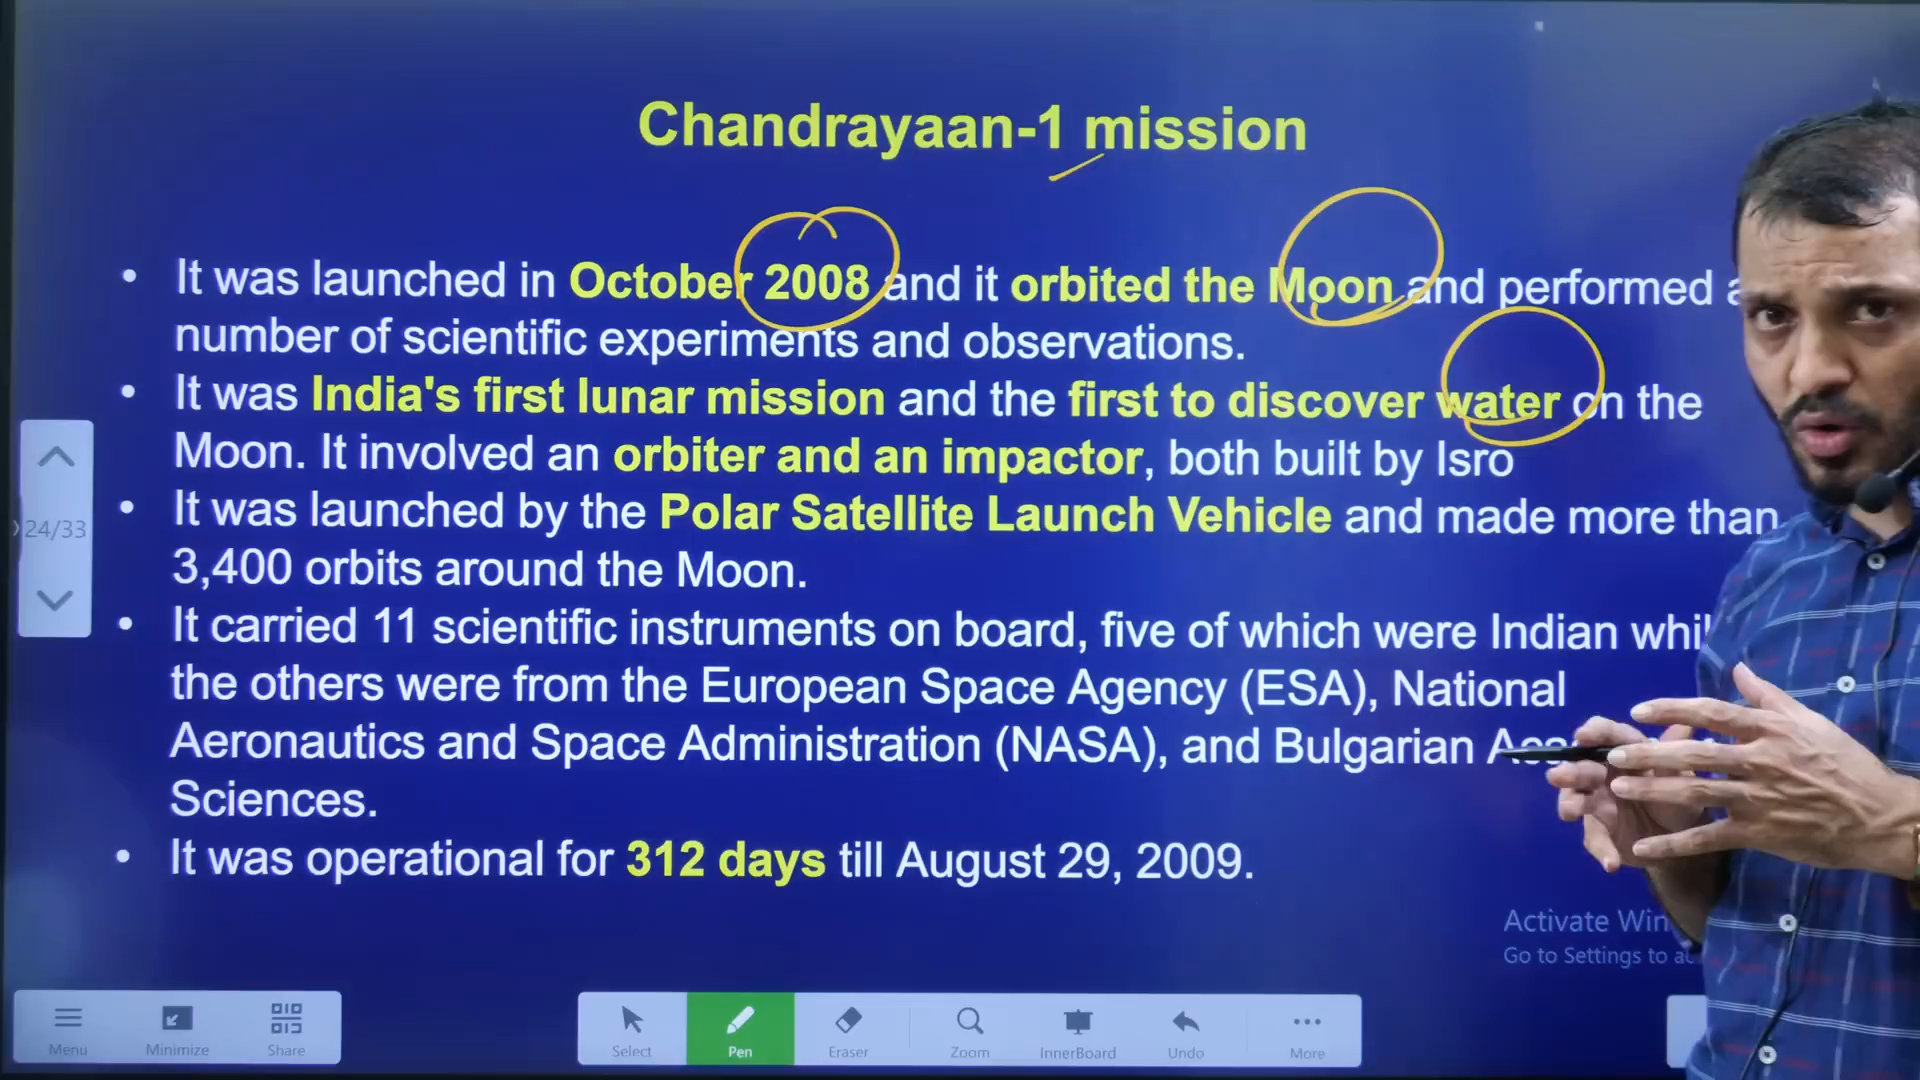 Chandrayaan-1 mission
• It was launched in October 2008 and it orbited the Moon and performed a
number of scientific experiments and observations.
• It was India's first lunar mission and the first to discover water on the
Moon. It involved an orbiter and an impactor, both built by Isro
• It was launched by the Polar Satellite Launch Vehicle and made more than
3,400 orbits around the Moon.
• It carried 11 scientific instruments on board, five of which were Indian whil
the others were from the European Space Agency (ESA), National
Aeronautics and Space Administration (NASA), and Bulgarian
Sciences.
• It was operational for 312 days till August 29, 2009.
24/33
Activate Win
Go to Settings to
Menu Minimize Share Select Pen Eraser Zoom InnerBoard Undo More